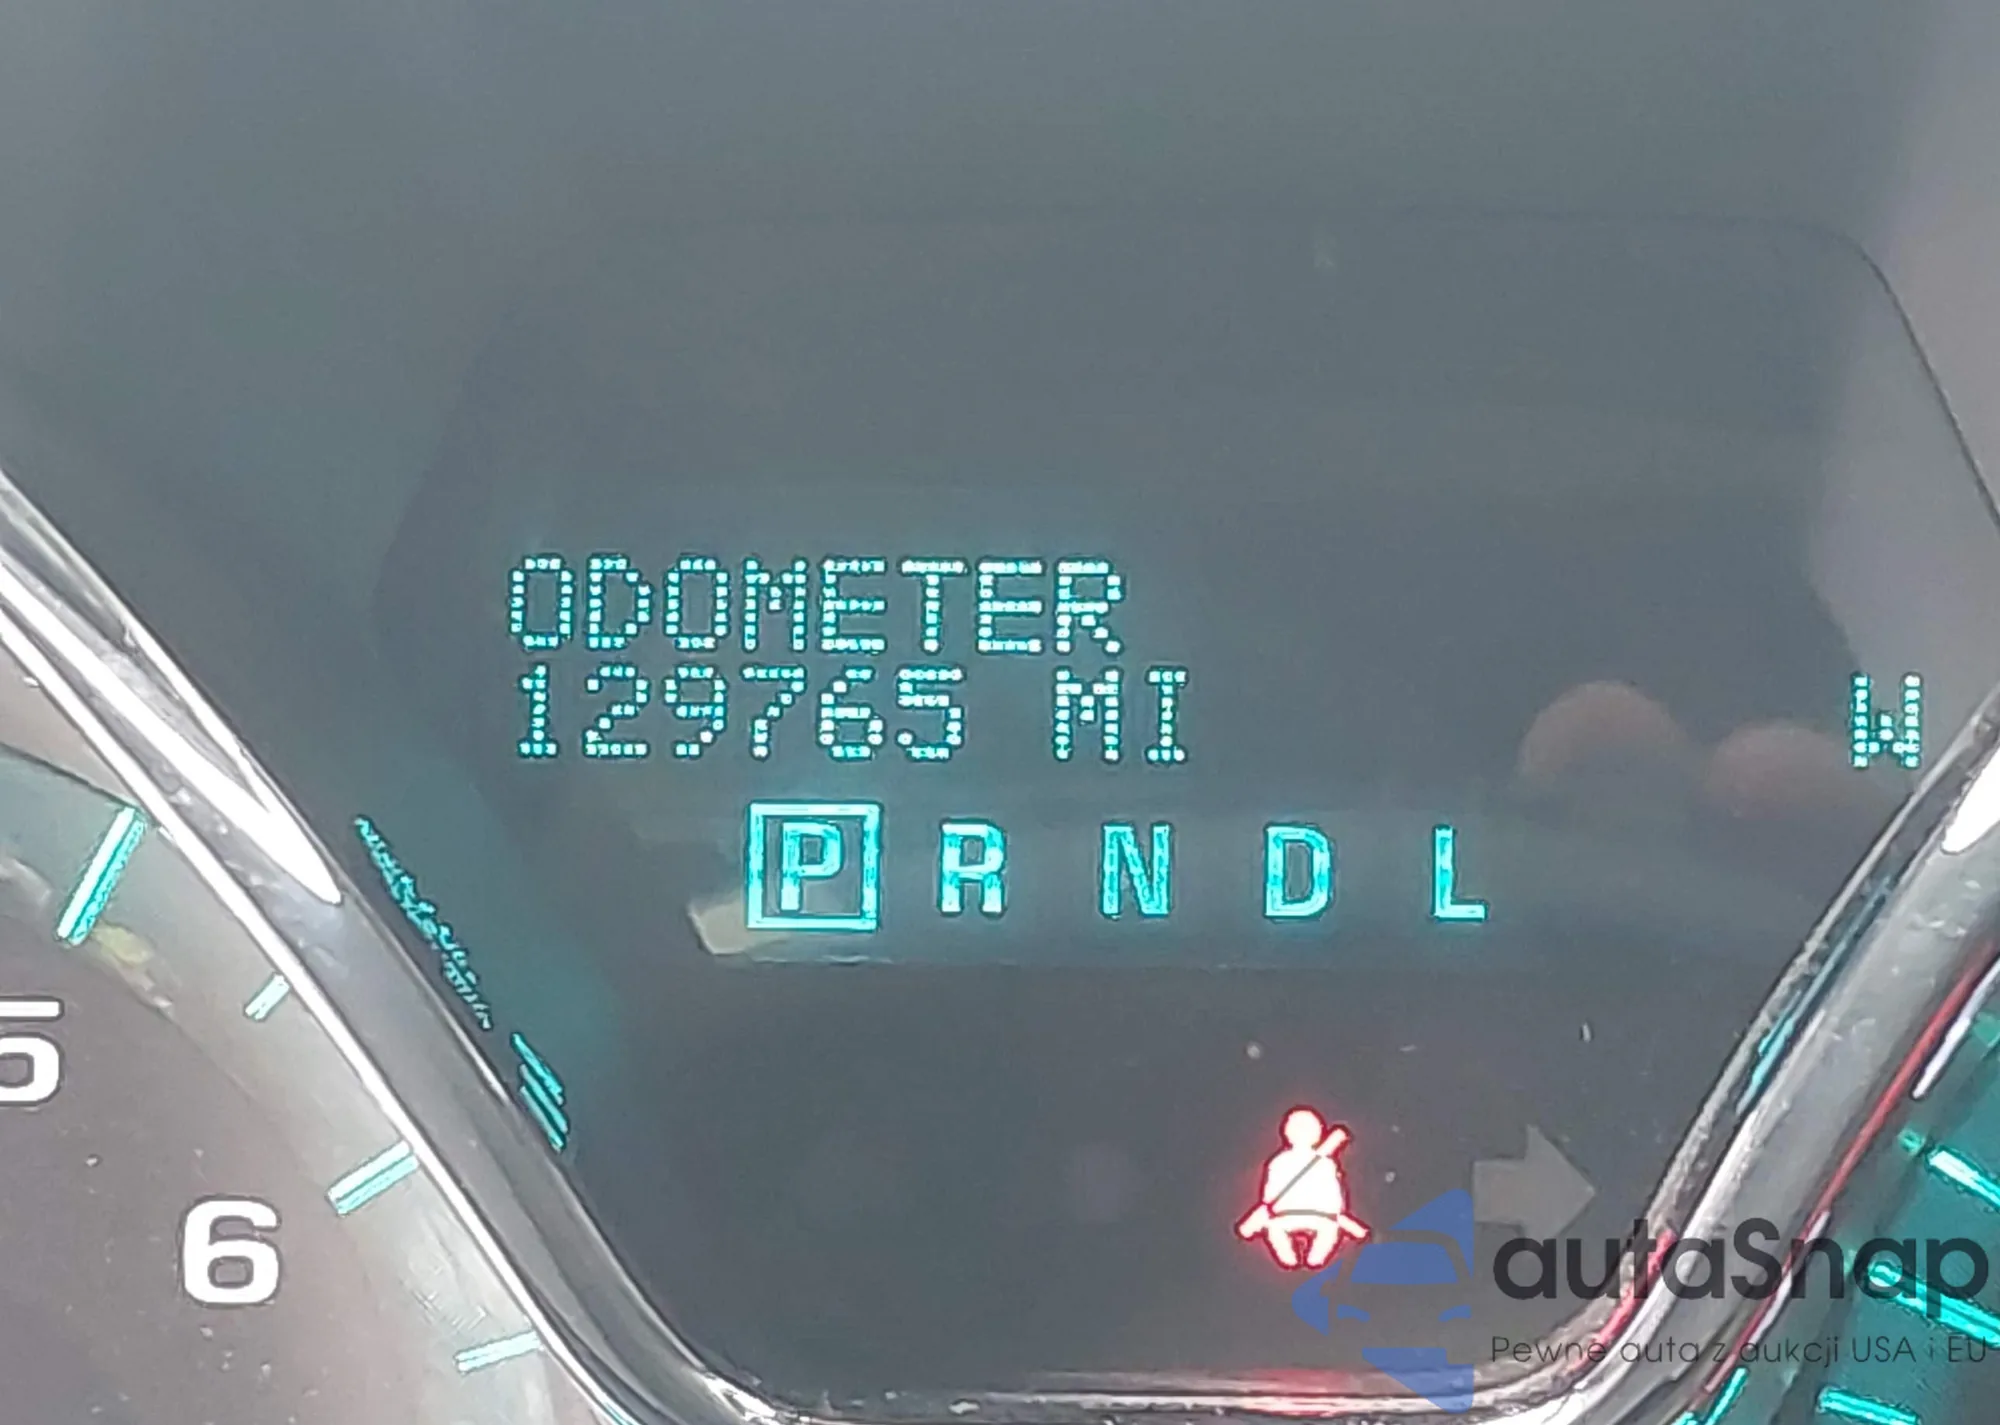 ODOMETER
129765 MI
W
P R N D L
5
6
autaSnap
Pewne auta z aukcji USA i EU